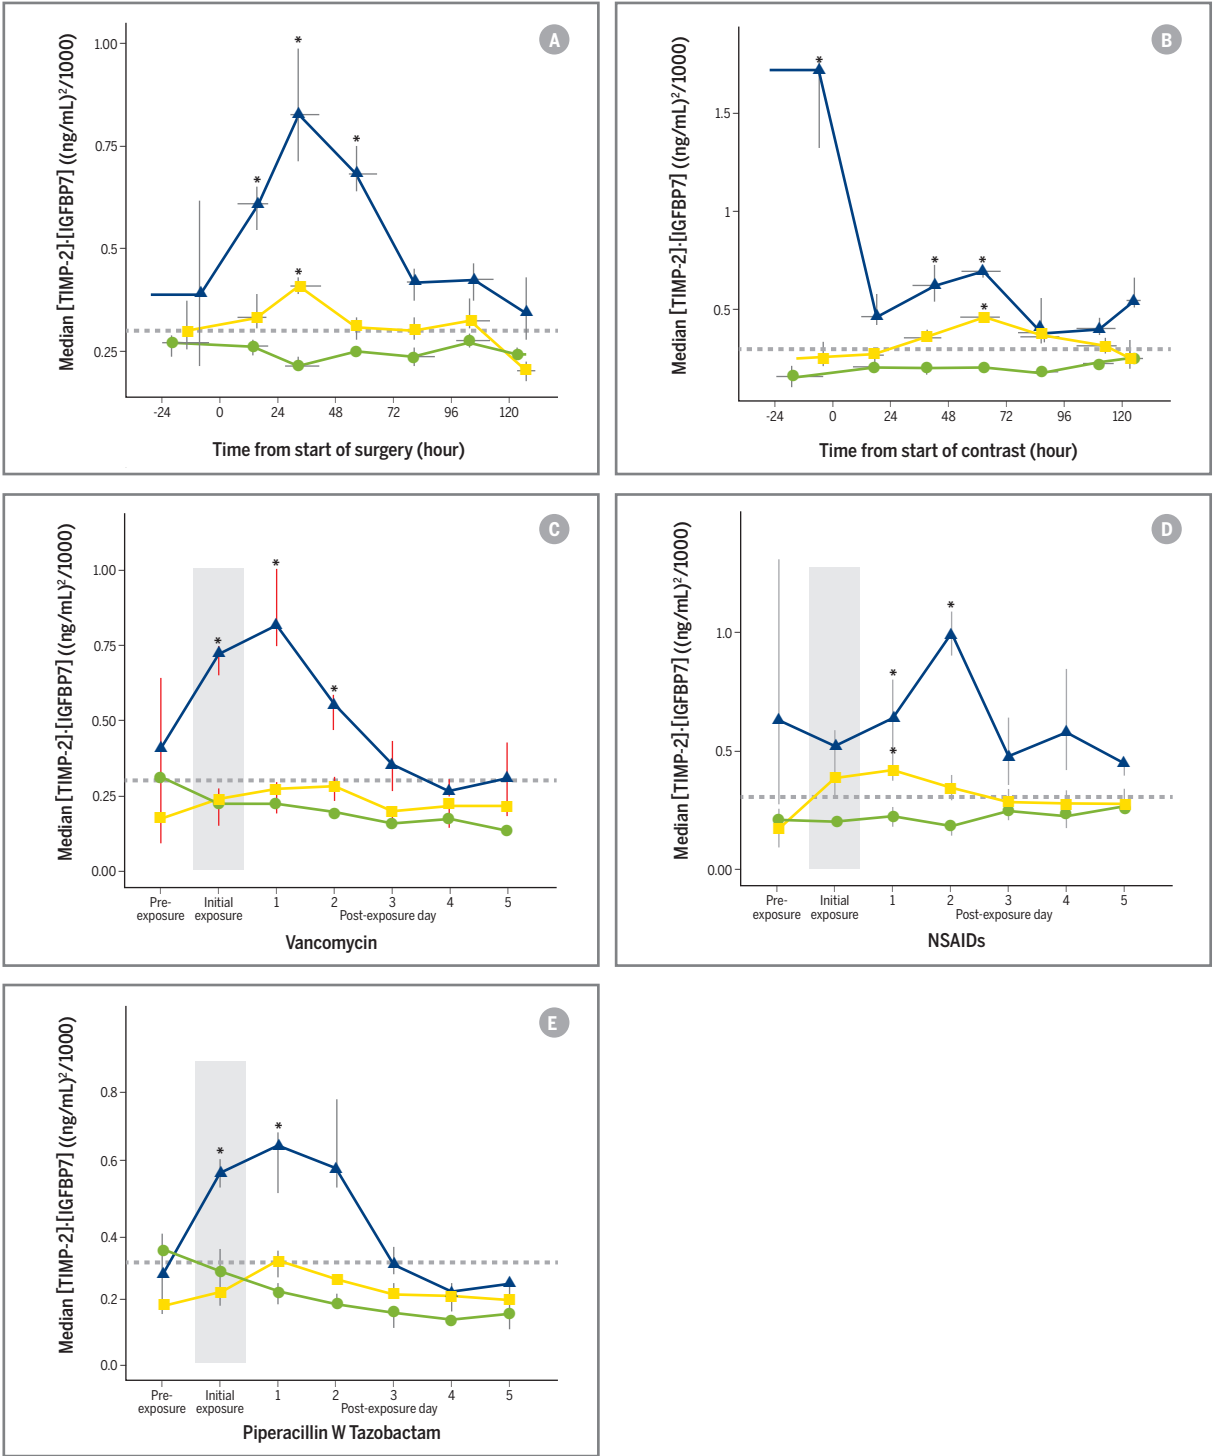 A
Median [TIMP-2]·[IGFBP7] ((ng/mL)²/1000)
1.00
0.75
0.5
0.25
*
*
*
*
*
-24 0 24 48 72 96 120
Time from start of surgery (hour)
B
Median [TIMP-2]·[IGFBP7] ((ng/mL)²/1000)
1.5
1
0.5
*
*
*
*
-24 0 24 48 72 96 120
Time from start of contrast (hour)
C
Median [TIMP-2]·[IGFBP7] ((ng/mL)²/1000)
1.00
0.75
0.50
0.25
0.00
*
*
*
Pre- Initial 1 2 3 4 5
exposure exposure Post-exposure day
Vancomycin
D
Median [TIMP-2]·[IGFBP7] ((ng/mL)²/1000)
1.0
0.5
0.00
*
*
*
Pre- Initial 1 2 3 4 5
exposure exposure Post-exposure day
NSAIDs
E
Median [TIMP-2]·[IGFBP7] ((ng/mL)²/1000)
0.8
0.6
0.4
0.2
0.0
*
*
Pre- Initial 1 2 3 4 5
exposure exposure Post-exposure day
Piperacillin W Tazobactam